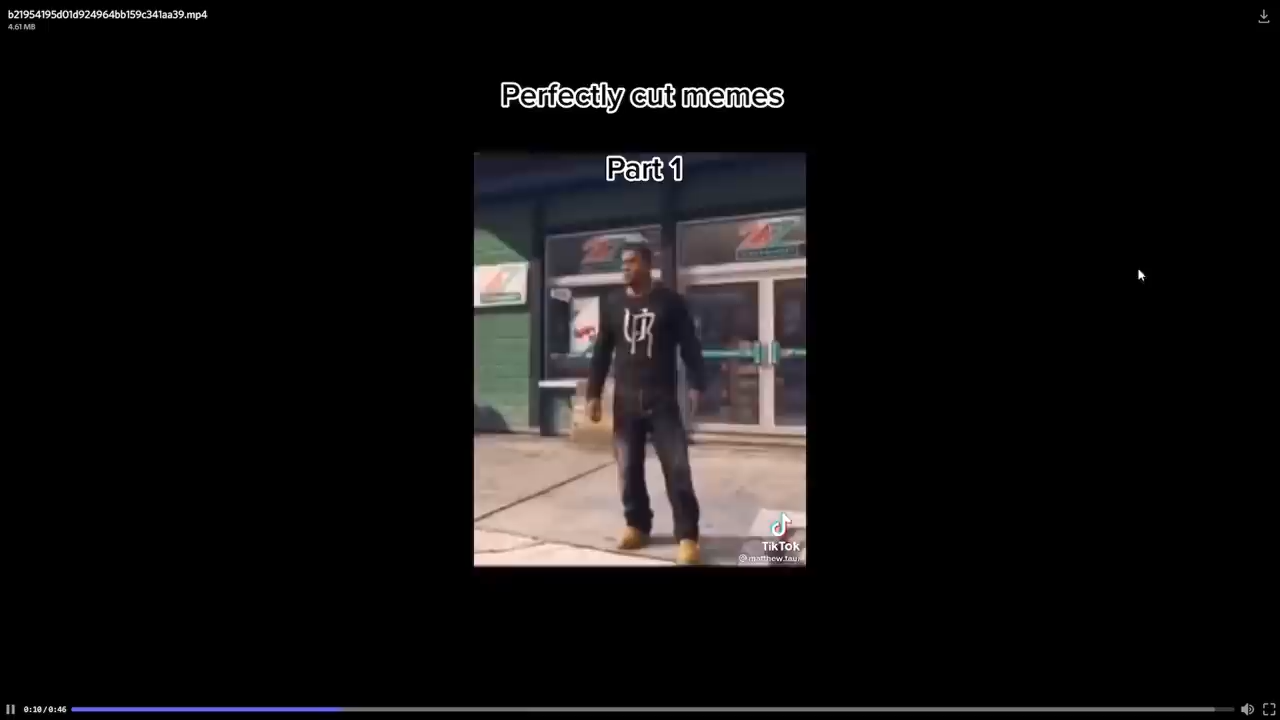 b21954195d01d924964bb159c341aa39.mp4
4.61 MB
Perfectly cut memes
Part 1
TikTok
0:10/0:46